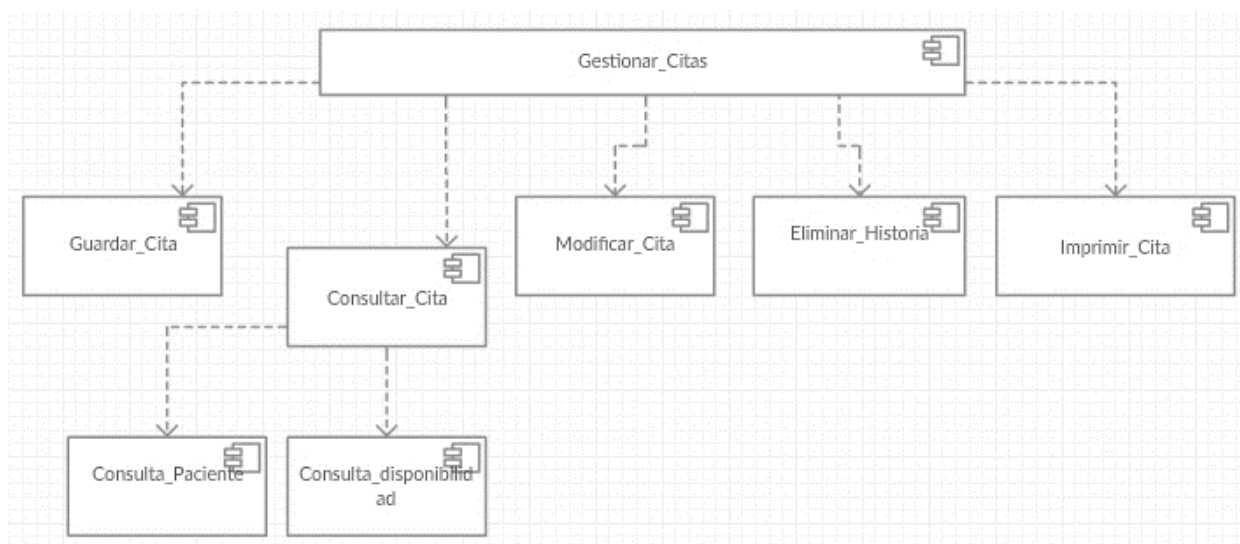 Gestionar_Citas
Guardar_Cita
Consultar_Cita
Modificar_Cita
Eliminar_Historia
Imprimir_Cita
Consulta_Paciente
Consulta_disponibilid
ad